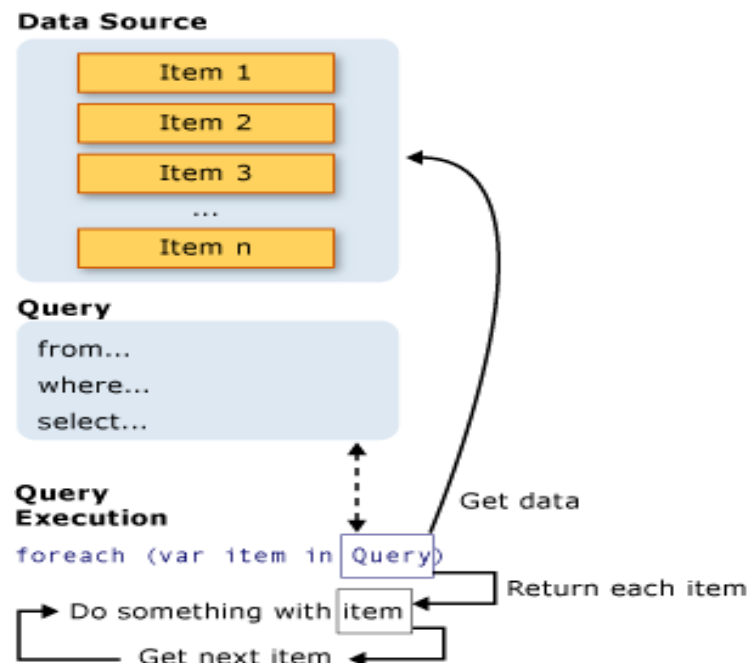 Data Source
Item 1
Item 2
Item 3
...
Item n
Query
from...
where...
select...
Query
Execution
Get data
foreach (var item in Query)
Return each item
Do something with item
Get next item